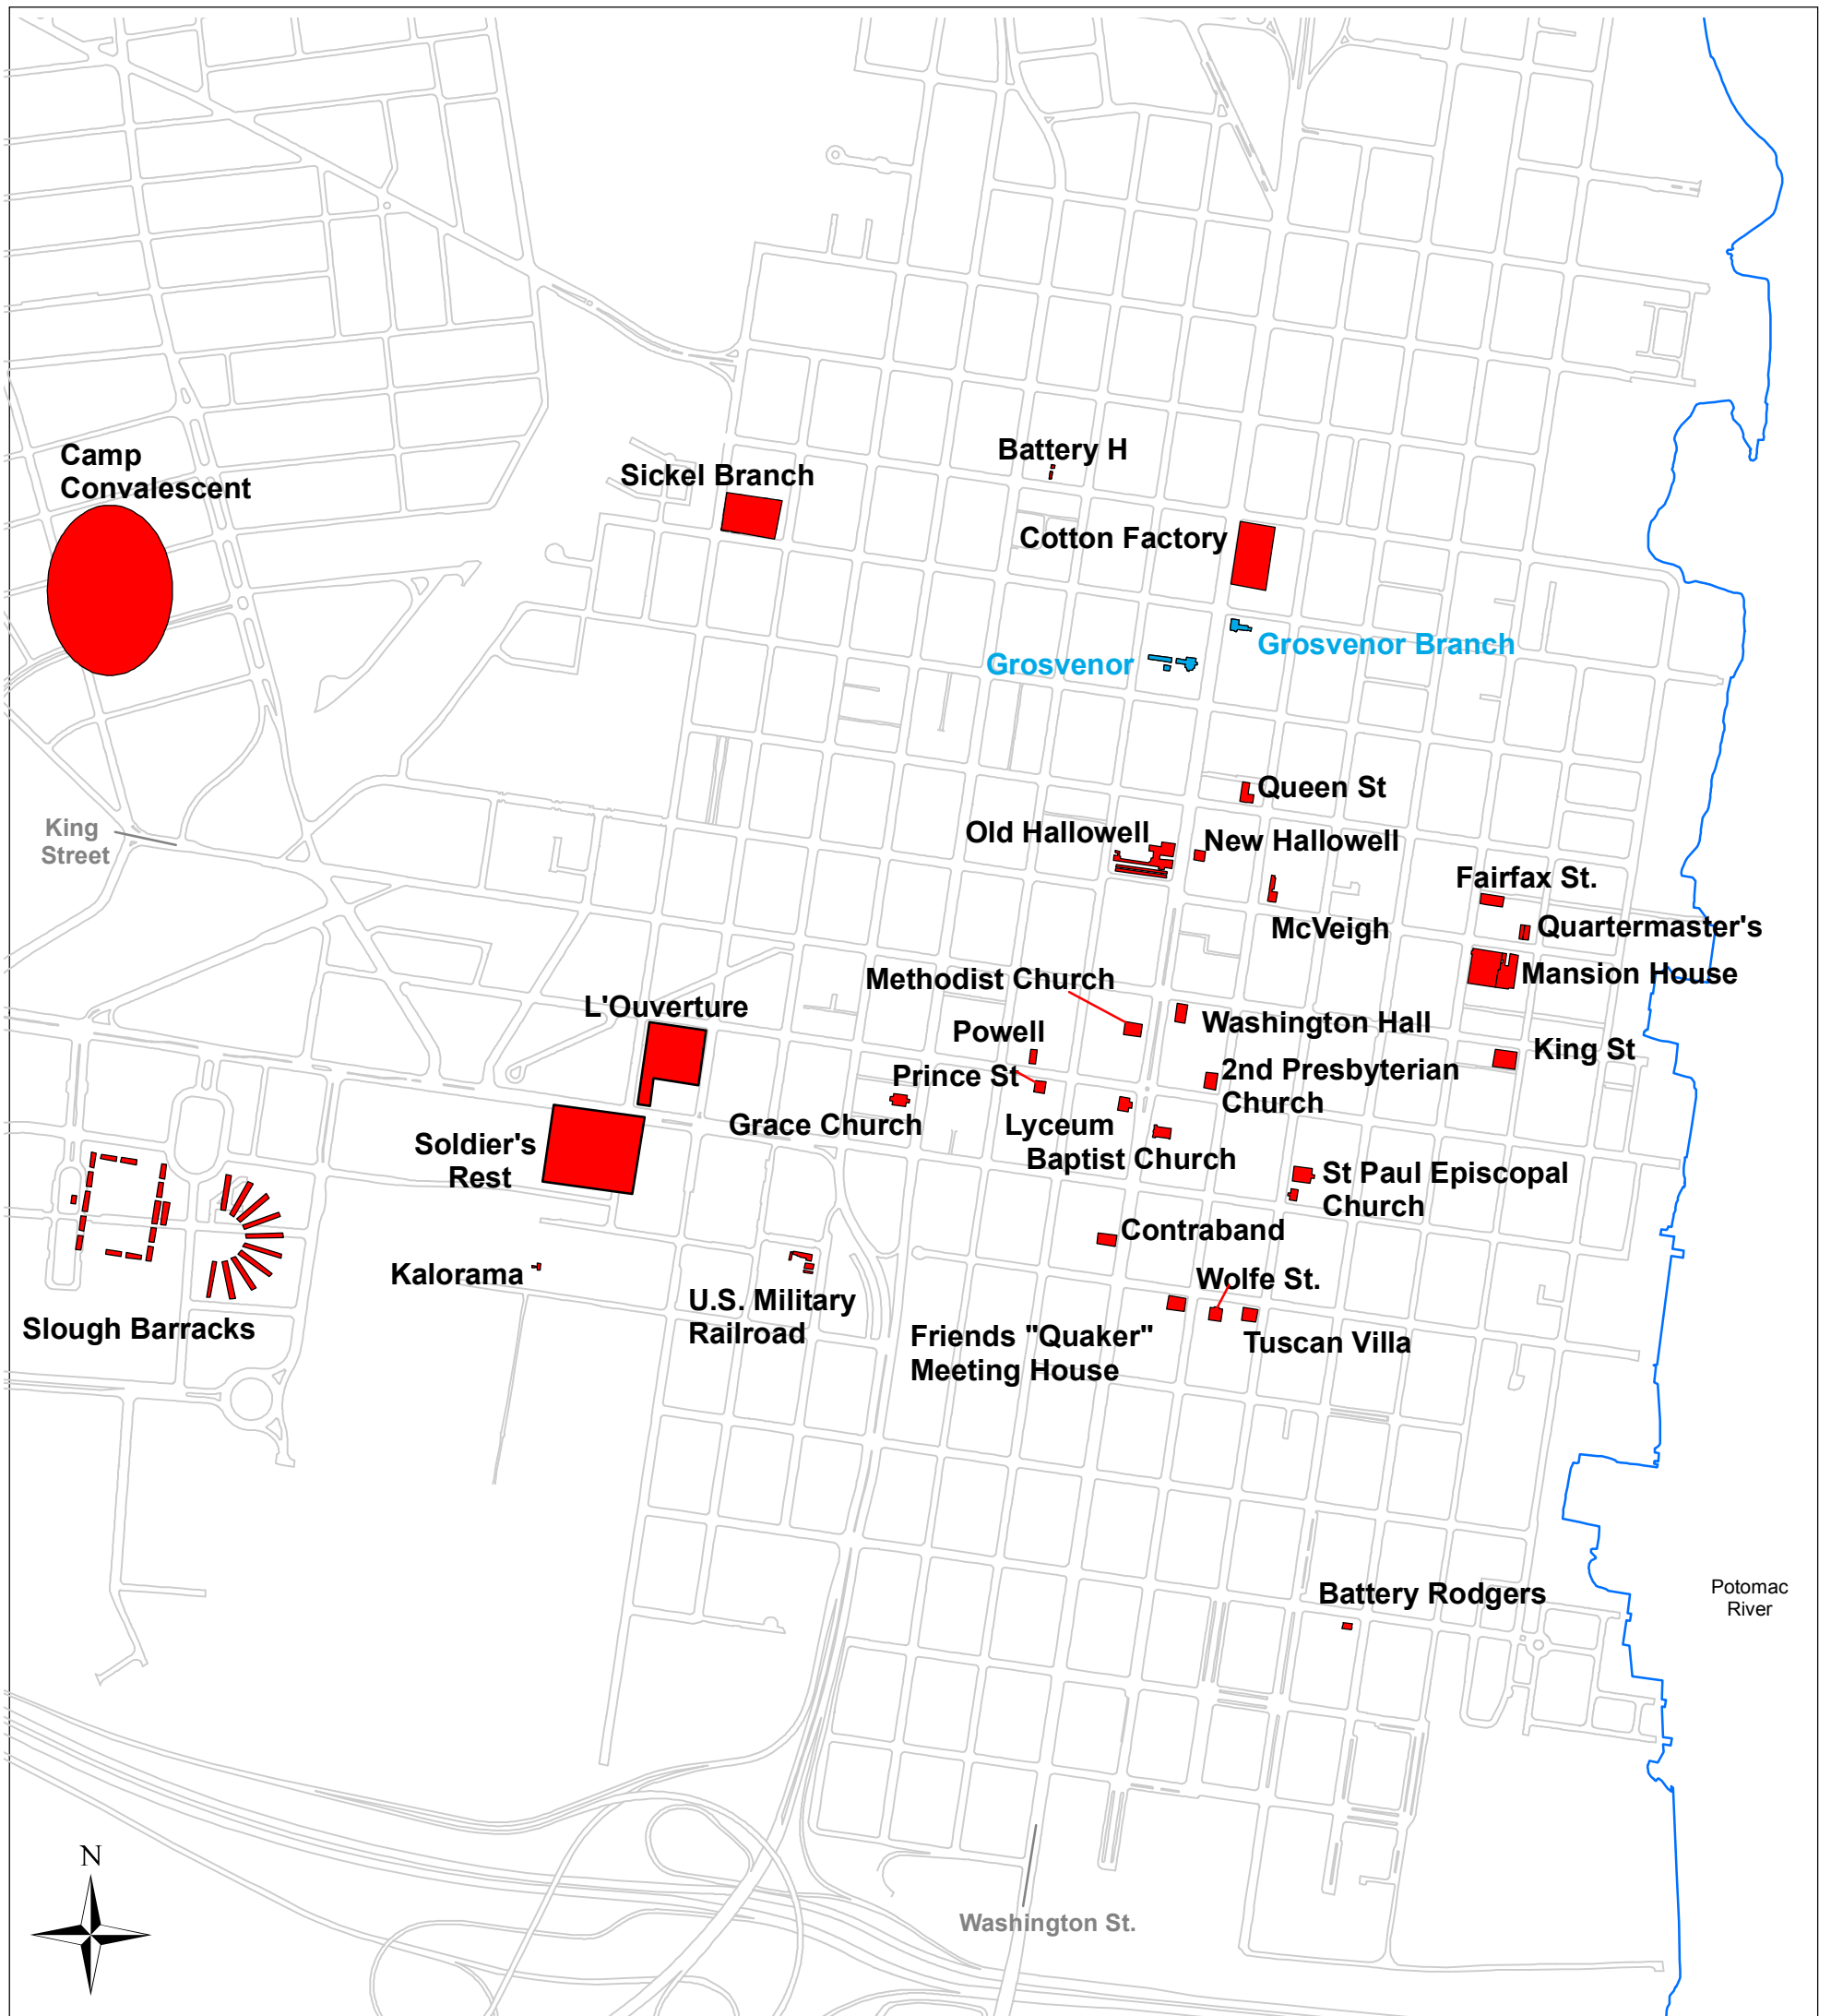 Camp
Convalescent
Sickel Branch
Battery H
Cotton Factory
Grosvenor Branch
Grosvenor
Queen St
King
Street
Old Hallowell
New Hallowell
Fairfax St.
McVeigh
Quartermaster's
Mansion House
Methodist Church
L'Ouverture
Washington Hall
Powell
King St
Prince St
2nd Presbyterian
Church
Grace Church
Lyceum
Soldier's
Rest
Baptist Church
St Paul Episcopal
Church
Contraband
Kalorama
Wolfe St.
U.S. Military
Railroad
Slough Barracks
Friends "Quaker"
Meeting House
Tuscan Villa
Battery Rodgers
Potomac
River
N
Washington St.